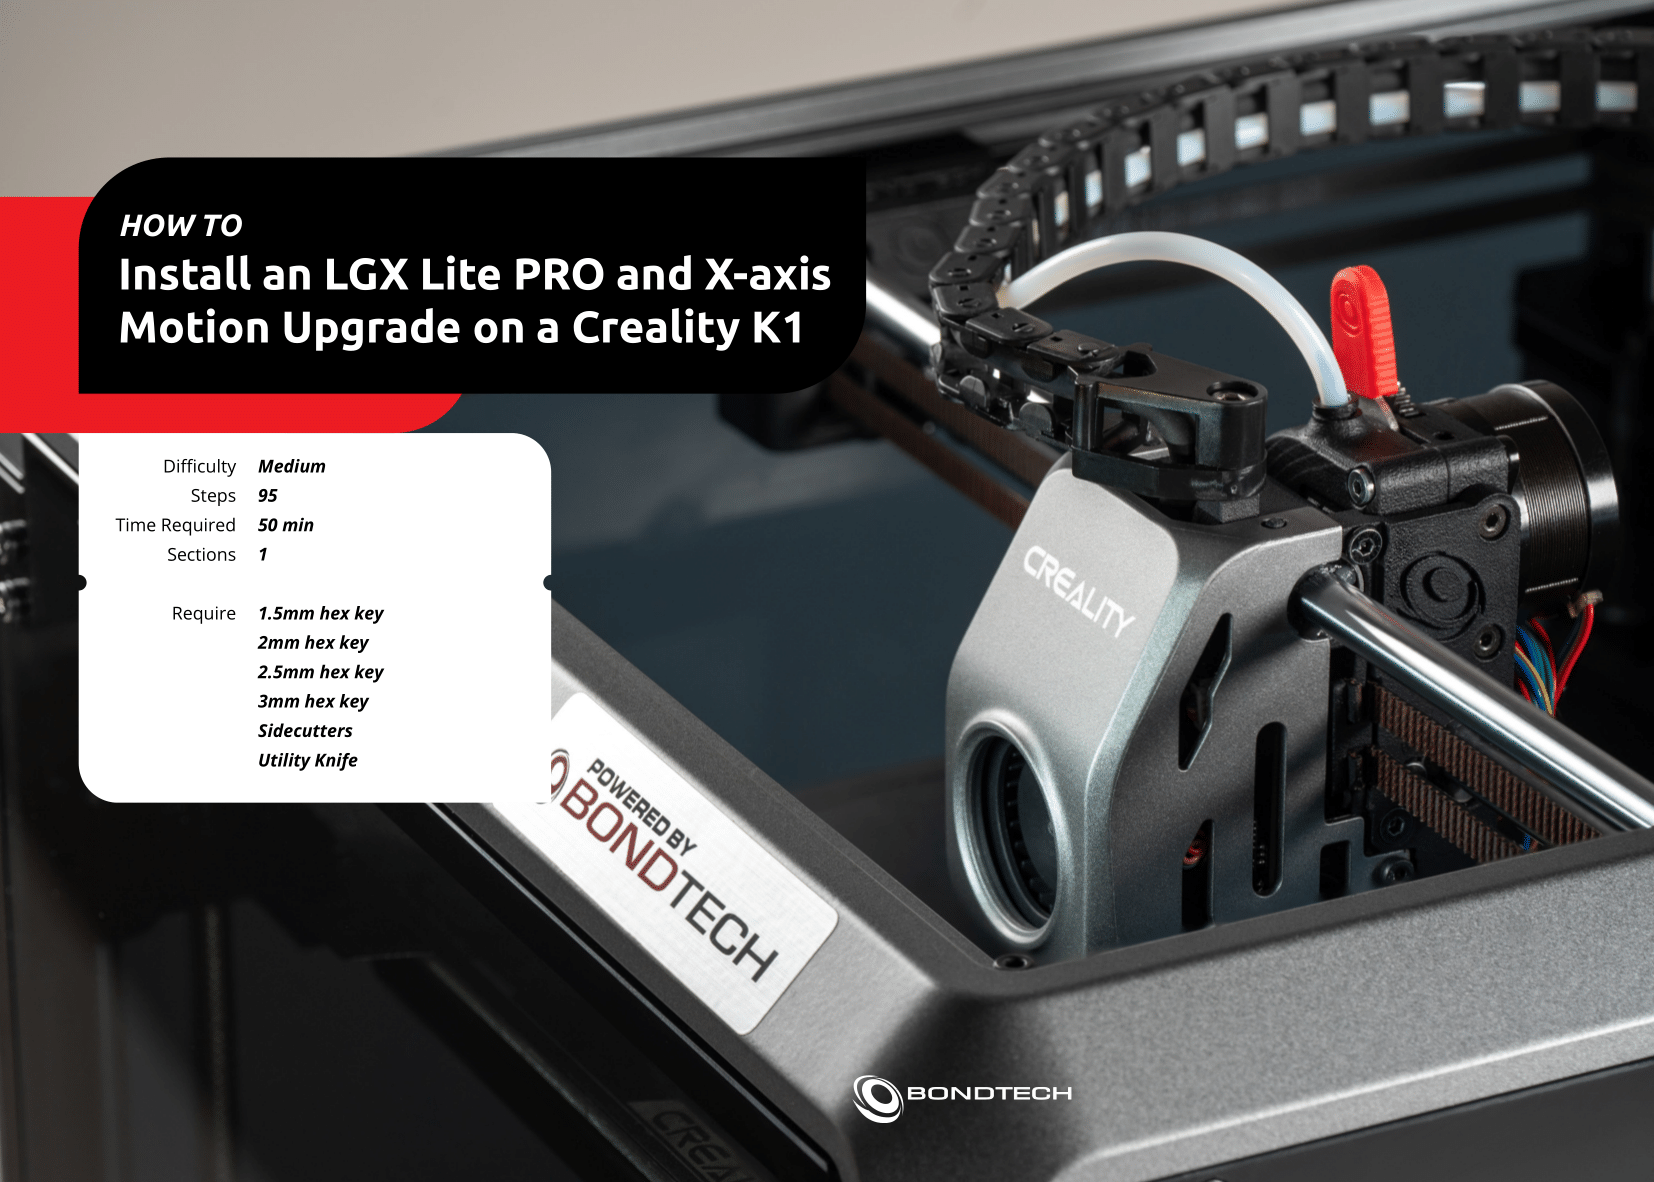 HOW TO
Install an LGX Lite PRO and X-axis
Motion Upgrade on a Creality K1
Difficulty Medium
Steps 95
Time Required 50 min
Sections 1
Require 1.5mm hex key
2mm hex key
2.5mm hex key
3mm hex key
Sidecutters
Utility Knife
CREALITY
POWERED BY
BONDTECH
BONDTECH